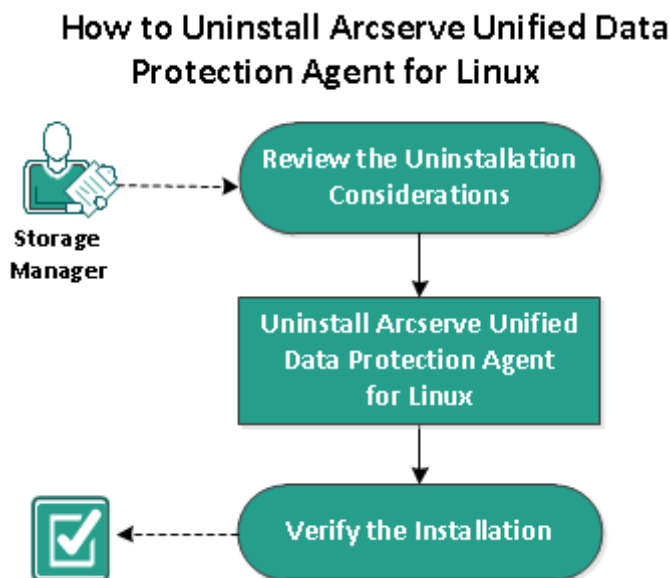 How to Uninstall Arcserve Unified Data
Protection Agent for Linux
Review the Uninstallation
Considerations
Storage
Manager
Uninstall Arcserve Unified
Data Protection Agent
for Linux
Verify the Installation